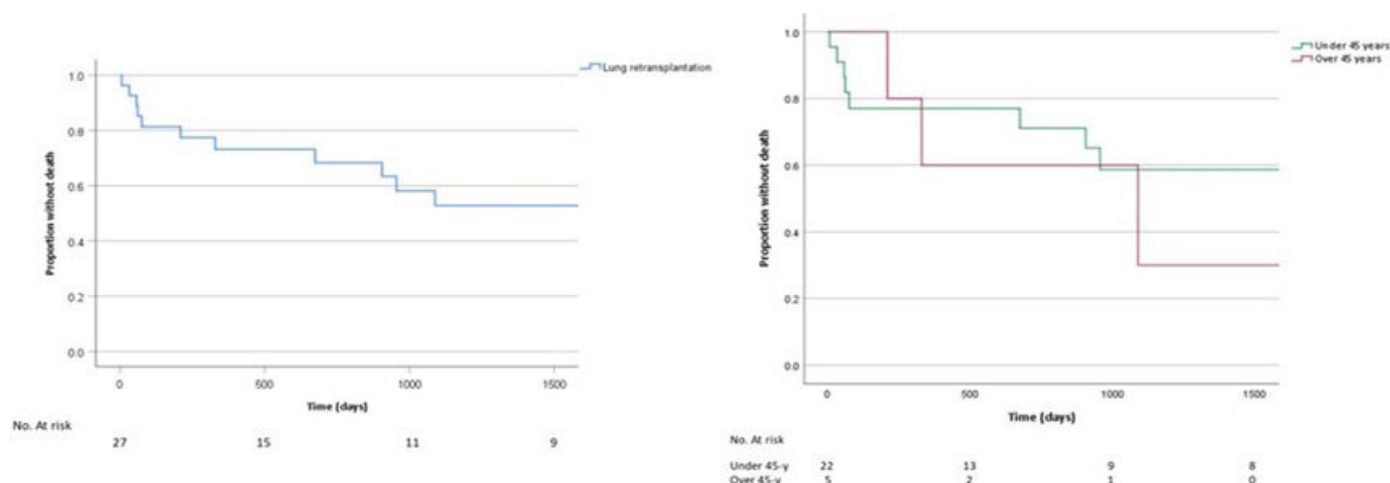 Lung retransplantation
Proportion without death
1.0
0.8
0.6
0.4
0.2
0.0
0 500 1000 1500
Time (days)
No. At risk
27 15 11 9
Under 45 years
Over 45 years
Proportion without death
1.0
0.8
0.6
0.4
0.2
0.0
0 500 1000 1500
Time (days)
No. At risk
Under 45-y 22 13 9 8
Over 45-y 5 2 1 0